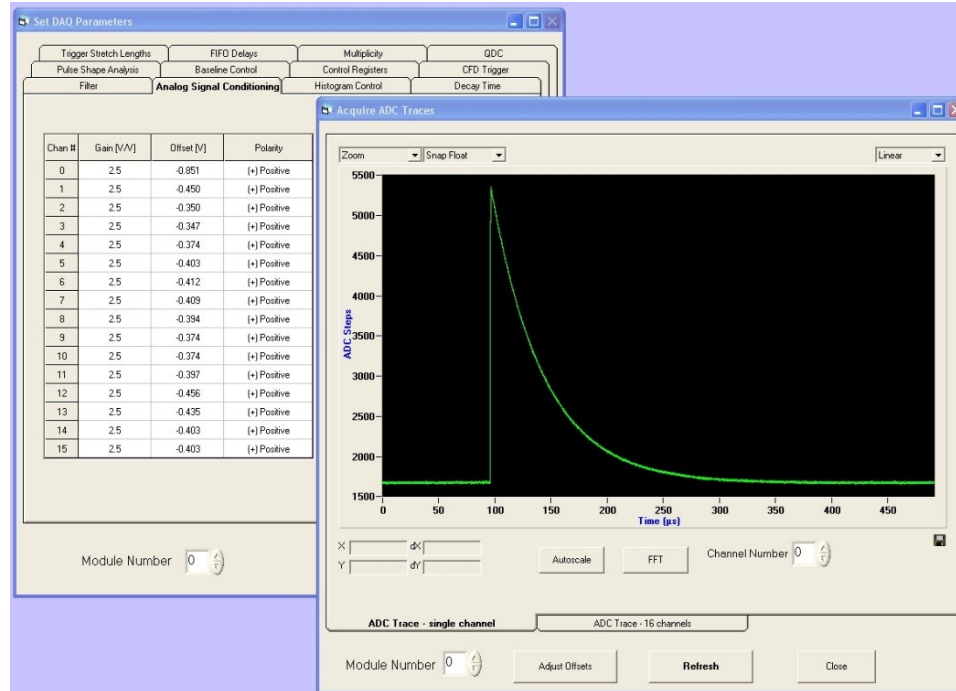 Set DAQ Parameters
Trigger Stretch Lengths FIFO Delays Multiplicity QDC
Pulse Shape Analysis Baseline Control Control Registers CFD Trigger
Filter Analog Signal Conditioning Histogram Control Decay Time
Chan # Gain [V/V] Offset [V] Polarity
0 2.5 -0.851 (+) Positive
1 2.5 -0.450 (+) Positive
2 2.5 -0.350 (+) Positive
3 2.5 -0.347 (+) Positive
4 2.5 -0.374 (+) Positive
5 2.5 -0.403 (+) Positive
6 2.5 -0.412 (+) Positive
7 2.5 -0.409 (+) Positive
8 2.5 -0.394 (+) Positive
9 2.5 -0.374 (+) Positive
10 2.5 -0.374 (+) Positive
11 2.5 -0.397 (+) Positive
12 2.5 -0.456 (+) Positive
13 2.5 -0.435 (+) Positive
14 2.5 -0.403 (+) Positive
15 2.5 -0.403 (+) Positive
Module Number 0
Acquire ADC Traces
Zoom Snap Float Linear
5500
5000
4500
4000
3500
3000
2500
2000
1500
ADC Steps
0 50 100 150 200 250 300 350 400 450
Time (µs)
X dX
Y dY
Autoscale FFT Channel Number 0
ADC Trace - single channel ADC Trace - 16 channels
Module Number 0 Adjust Offsets Refresh Close